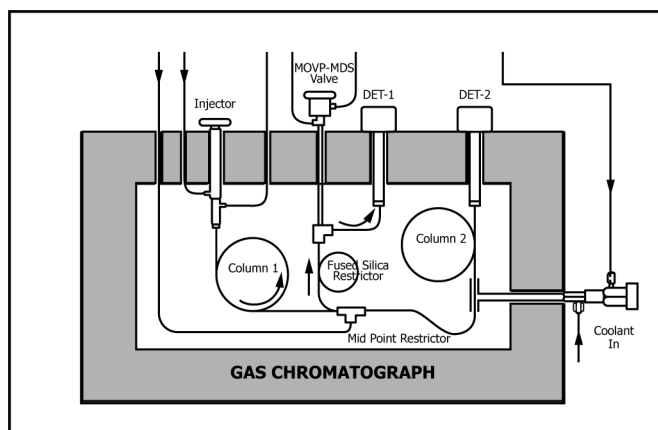 MOVP-MDS
Valve
Injector
DET-1
DET-2
Column 1
Fused Silica
Restrictor
Column 2
Mid Point Restrictor
Coolant
In
GAS CHROMATOGRAPH